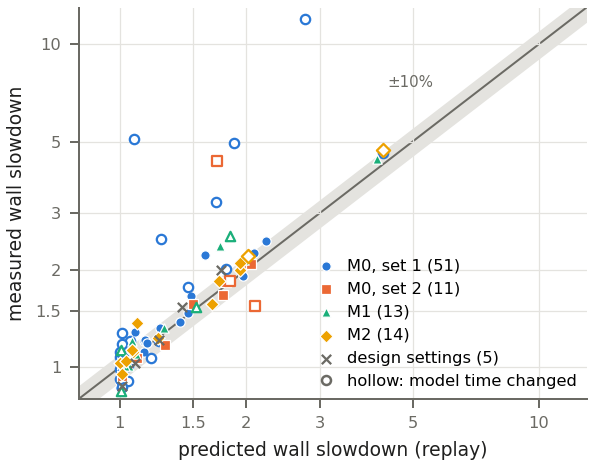 10
5
3
2
1.5
1
measured wall slowdown
±10%
M0, set 1 (51)
M0, set 2 (11)
M1 (13)
M2 (14)
design settings (5)
hollow: model time changed
1 1.5 2 3 5 10
predicted wall slowdown (replay)